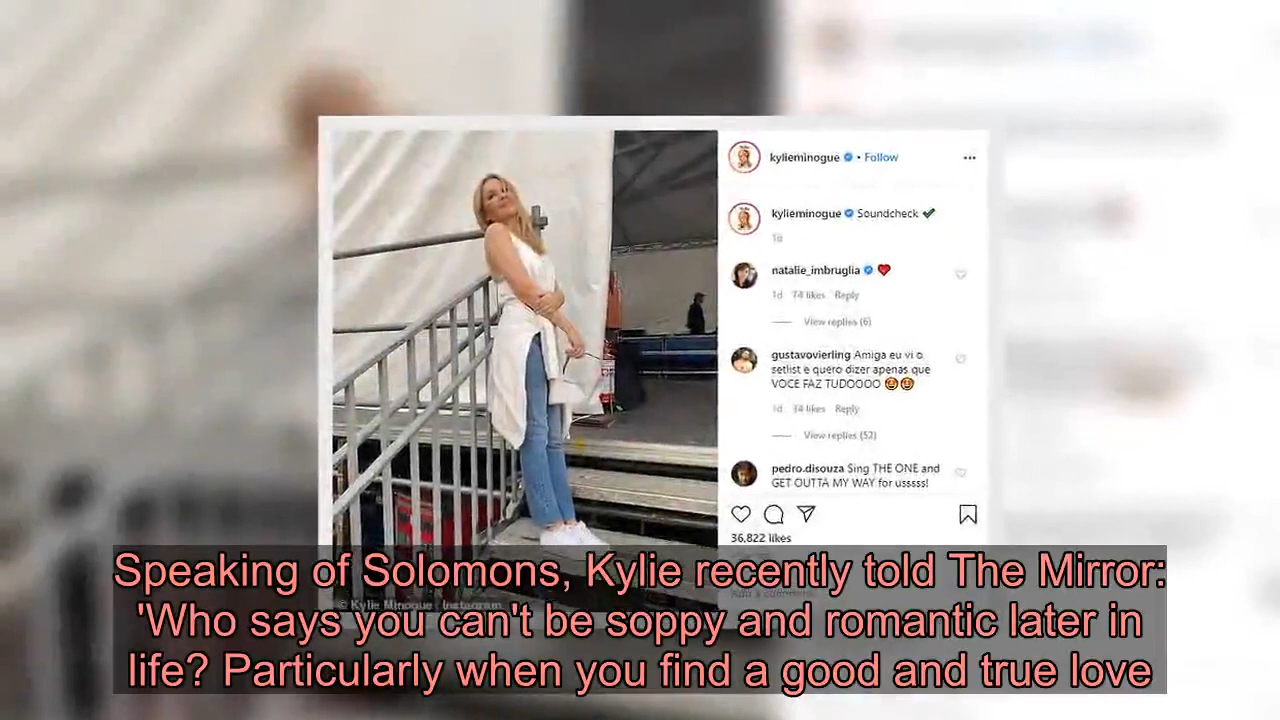 kylieminogue • Follow
kylieminogue Soundcheck
1d
natalie_imbruglia
1d 74 likes Reply
View replies (6)
gustavovierling Amiga eu vi o
setlist e quero dizer apenas que
VOCE FAZ TUDOOOO
1d 14 likes Reply
View replies (52)
pedro.disouza Sing THE ONE and
GET OUTTA MY WAY for usssss!
36,822 likes
© Kylie Minogue Instagram
Speaking of Solomons, Kylie recently told The Mirror:
'Who says you can't be soppy and romantic later in
life? Particularly when you find a good and true love